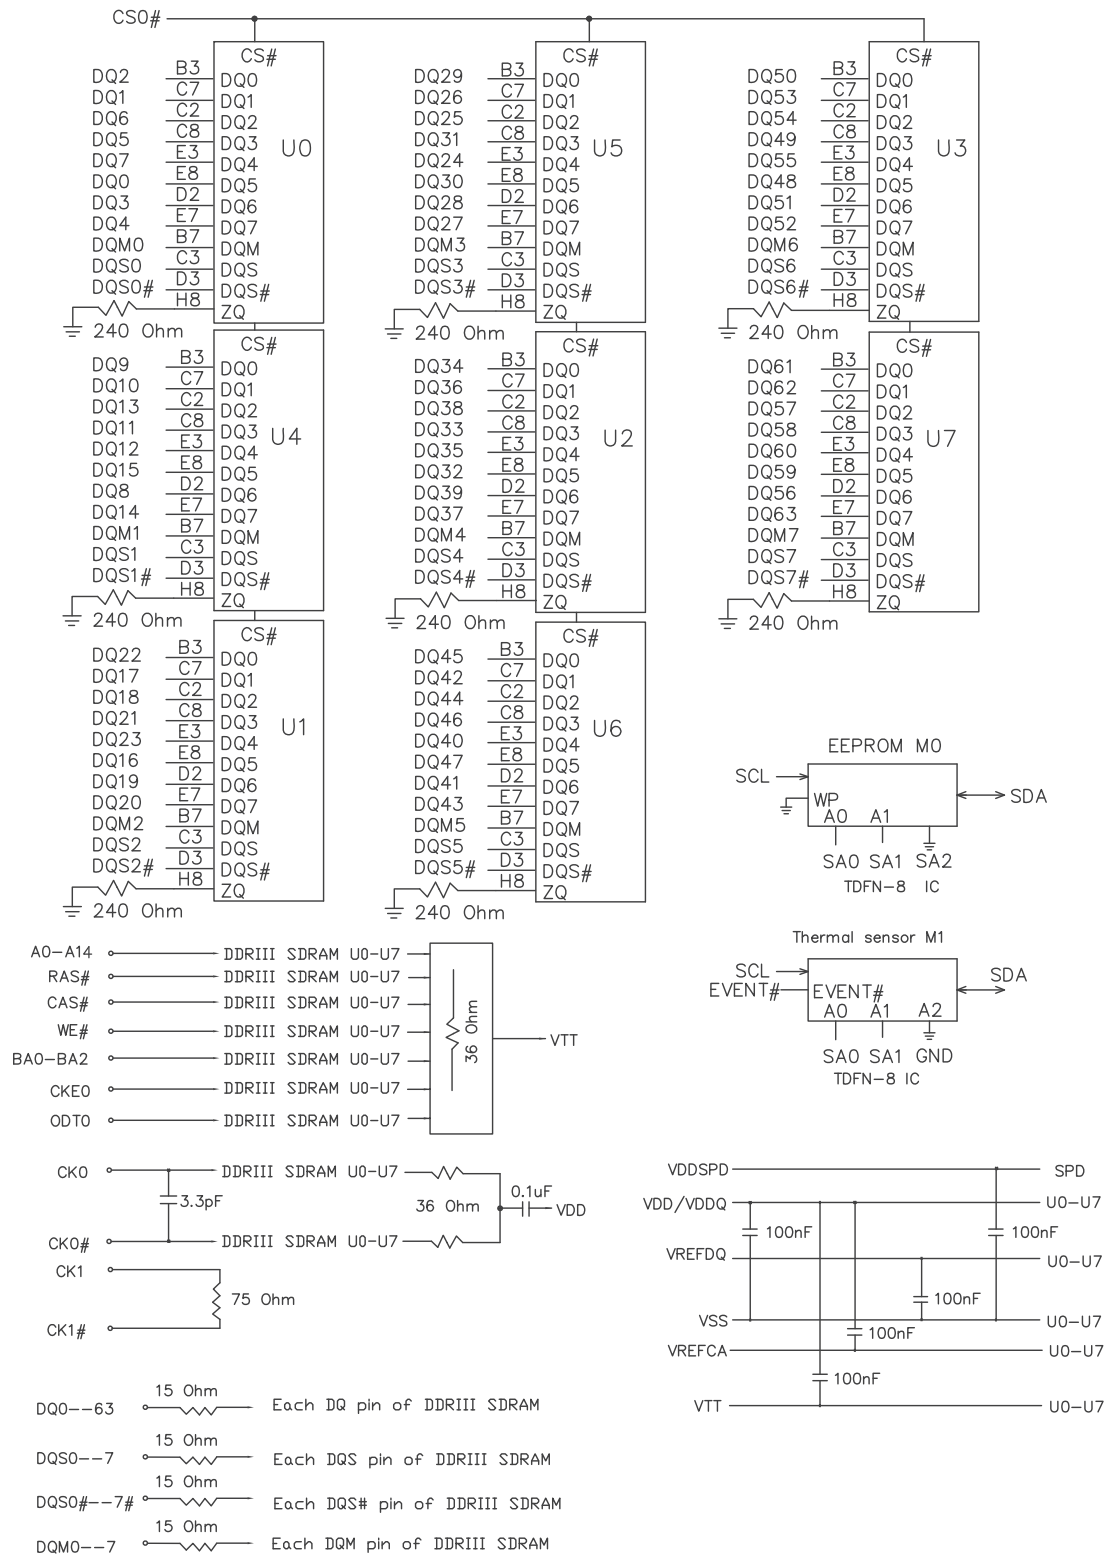 CS0#
CS#
DQ2 B3 DQ0
DQ1 C7 DQ1
DQ6 C2 DQ2
DQ5 C8 DQ3
DQ7 E3 DQ4
DQ0 E8 DQ5
DQ3 D2 DQ6
DQ4 E7 DQ7
DQM0 B7 DQM
DQS0 C3 DQS
DQS0# D3 DQS#
H8 ZQ
240 Ohm
U0
CS#
DQ9 B3 DQ0
DQ10 C7 DQ1
DQ13 C2 DQ2
DQ11 C8 DQ3
DQ12 E3 DQ4
DQ15 E8 DQ5
DQ8 D2 DQ6
DQ14 E7 DQ7
DQM1 B7 DQM
DQS1 C3 DQS
DQS1# D3 DQS#
H8 ZQ
240 Ohm
U4
CS#
DQ22 B3 DQ0
DQ17 C7 DQ1
DQ18 C2 DQ2
DQ21 C8 DQ3
DQ23 E3 DQ4
DQ16 E8 DQ5
DQ19 D2 DQ6
DQ20 E7 DQ7
DQM2 B7 DQM
DQS2 C3 DQS
DQS2# D3 DQS#
H8 ZQ
240 Ohm
U1
CS#
DQ29 B3 DQ0
DQ26 C7 DQ1
DQ25 C2 DQ2
DQ31 C8 DQ3
DQ24 E3 DQ4
DQ30 E8 DQ5
DQ28 D2 DQ6
DQ27 E7 DQ7
DQM3 B7 DQM
DQS3 C3 DQS
DQS3# D3 DQS#
H8 ZQ
240 Ohm
U5
CS#
DQ34 B3 DQ0
DQ36 C7 DQ1
DQ38 C2 DQ2
DQ33 C8 DQ3
DQ35 E3 DQ4
DQ32 E8 DQ5
DQ39 D2 DQ6
DQ37 E7 DQ7
DQM4 B7 DQM
DQS4 C3 DQS
DQS4# D3 DQS#
H8 ZQ
240 Ohm
U2
CS#
DQ45 B3 DQ0
DQ42 C7 DQ1
DQ44 C2 DQ2
DQ46 C8 DQ3
DQ40 E3 DQ4
DQ47 E8 DQ5
DQ41 D2 DQ6
DQ43 E7 DQ7
DQM5 B7 DQM
DQS5 C3 DQS
DQS5# D3 DQS#
H8 ZQ
240 Ohm
U6
CS#
DQ50 B3 DQ0
DQ53 C7 DQ1
DQ54 C2 DQ2
DQ49 C8 DQ3
DQ55 E3 DQ4
DQ48 E8 DQ5
DQ51 D2 DQ6
DQ52 E7 DQ7
DQM6 B7 DQM
DQS6 C3 DQS
DQS6# D3 DQS#
H8 ZQ
240 Ohm
U3
CS#
DQ61 B3 DQ0
DQ62 C7 DQ1
DQ57 C2 DQ2
DQ58 C8 DQ3
DQ60 E3 DQ4
DQ59 E8 DQ5
DQ56 D2 DQ6
DQ63 E7 DQ7
DQM7 B7 DQM
DQS7 C3 DQS
DQS7# D3 DQS#
H8 ZQ
240 Ohm
U7
EEPROM M0
SCL
WP
SDA
A0 A1
SA0 SA1 SA2
TDFN-8 IC
Thermal sensor M1
SCL
EVENT# EVENT#
SDA
A0 A1 A2
SA0 SA1 GND
TDFN-8 IC
A0-A14 DDRIII SDRAM U0-U7
RAS# DDRIII SDRAM U0-U7
CAS# DDRIII SDRAM U0-U7
WE# DDRIII SDRAM U0-U7
BA0-BA2 DDRIII SDRAM U0-U7
CKE0 DDRIII SDRAM U0-U7
ODT0 DDRIII SDRAM U0-U7
36 Ohm
VTT
CK0 DDRIII SDRAM U0-U7
3.3pF
36 Ohm
0.1uF
VDD
CK0# DDRIII SDRAM U0-U7
CK1
75 Ohm
CK1#
VDDSPD SPD
VDD/VDDQ U0-U7
100nF 100nF
VREFDQ U0-U7
100nF
VSS U0-U7
100nF
VREFCA U0-U7
100nF
VTT U0-U7
15 Ohm
DQ0--63 Each DQ pin of DDRIII SDRAM
15 Ohm
DQS0--7 Each DQS pin of DDRIII SDRAM
15 Ohm
DQS0#--7# Each DQS# pin of DDRIII SDRAM
15 Ohm
DQM0--7 Each DQM pin of DDRIII SDRAM